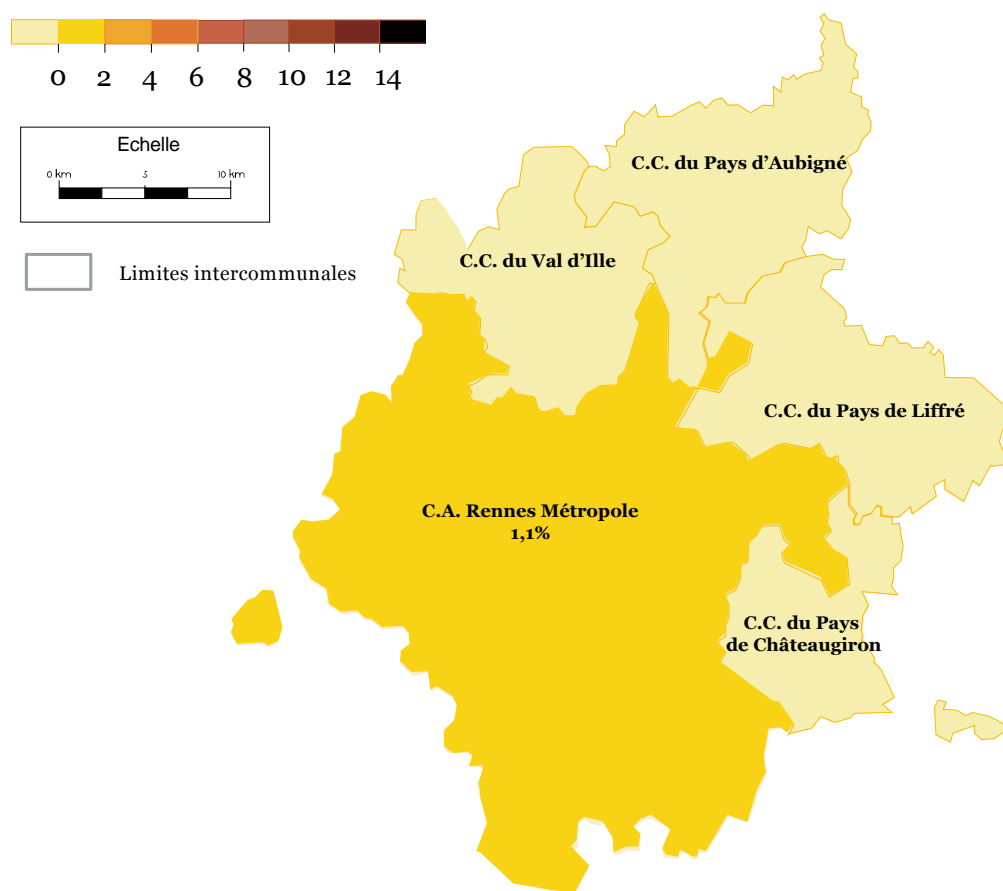 0 2 4 6 8 10 12 14
Echelle
0 km 5 10 km
Limites intercommunales
C.C. du Pays d'Aubigné
C.C. du Val d'Ille
C.C. du Pays de Liffré
C.A. Rennes Métropole
1,1%
C.C. du Pays
de Châteaugiron